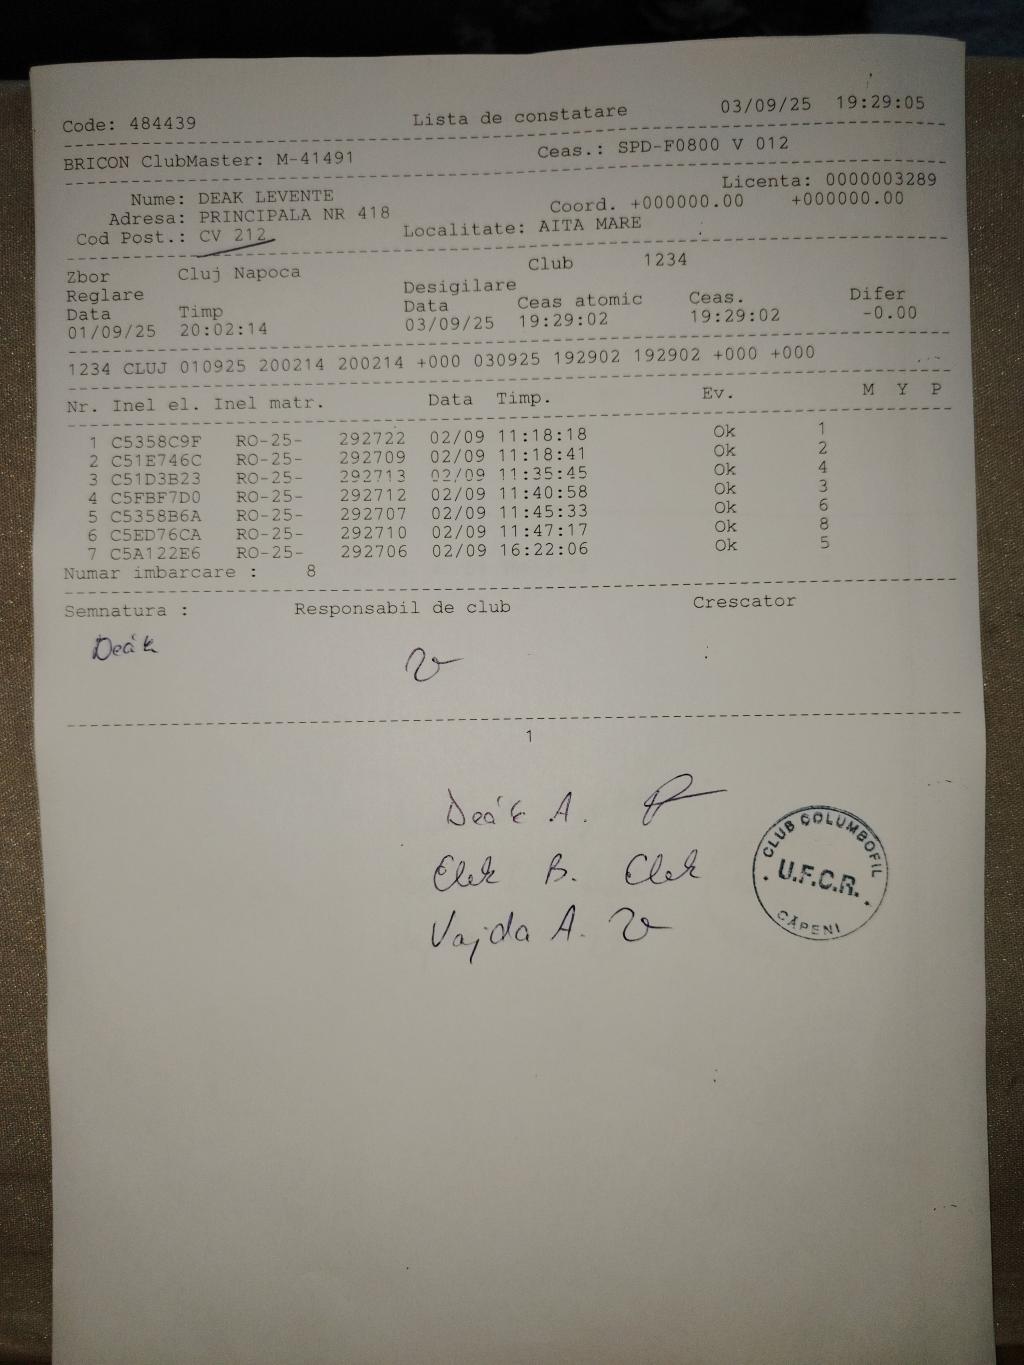 Code: 484439 Lista de constatare 03/09/25 19:29:05
BRICON ClubMaster: M-41491 Ceas.: SPD-F0800 V 012
Licenta: 0000003289
Nume: DEAK LEVENTE
Adresa: PRINCIPALA NR 418 Coord. +000000.00 +000000.00
Cod Post.: CV 212 Localitate: AITA MARE
Zbor Cluj Napoca Club 1234
Reglare Desigilare
Data Timp Data Ceas atomic Ceas. Difer
01/09/25 20:02:14 03/09/25 19:29:02 19:29:02 -0.00
1234 CLUJ 010925 200214 200214 +000 030925 192902 192902 +000 +000
Nr. Inel el. Inel matr. Data Timp. Ev. M Y P
1 C5358C9F RO-25- 292722 02/09 11:18:18 Ok 1
2 C51E746C RO-25- 292709 02/09 11:18:41 Ok 2
3 C51D3B23 RO-25- 292713 02/09 11:35:45 Ok 4
4 C5FBF7D0 RO-25- 292712 02/09 11:40:58 Ok 3
5 C5358B6A RO-25- 292707 02/09 11:45:33 Ok 6
6 C5ED76CA RO-25- 292710 02/09 11:47:17 Ok 8
7 C5A122E6 RO-25- 292706 02/09 16:22:06 Ok 5
Numar imbarcare : 8
Semnatura : Responsabil de club Crescator
Deák
1
Deák A.
Elek B. Elek
Vajda A.
CLUB COLUMBOFIL
U.F.C.R.
CĂPENI